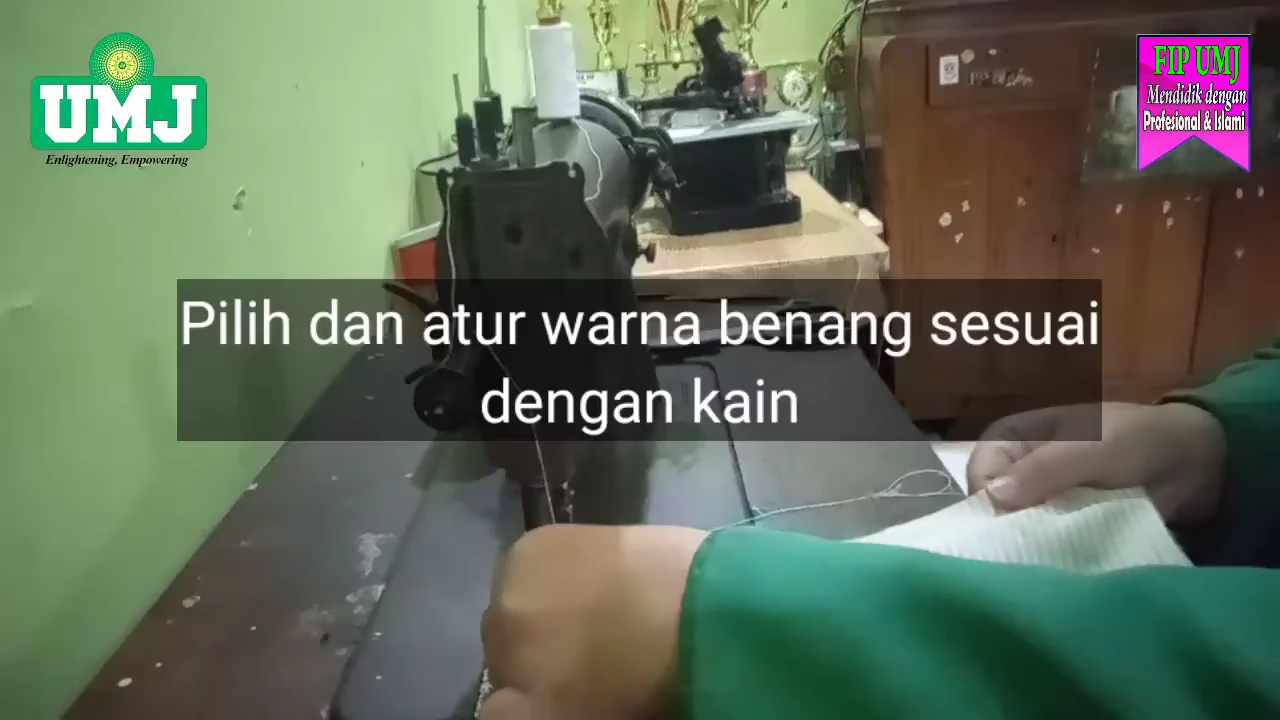 UMJ
Enlightening, Empowering
FIP UMJ
Mendidik dengan
Profesional & Islami
Pilih dan atur warna benang sesuai
dengan kain